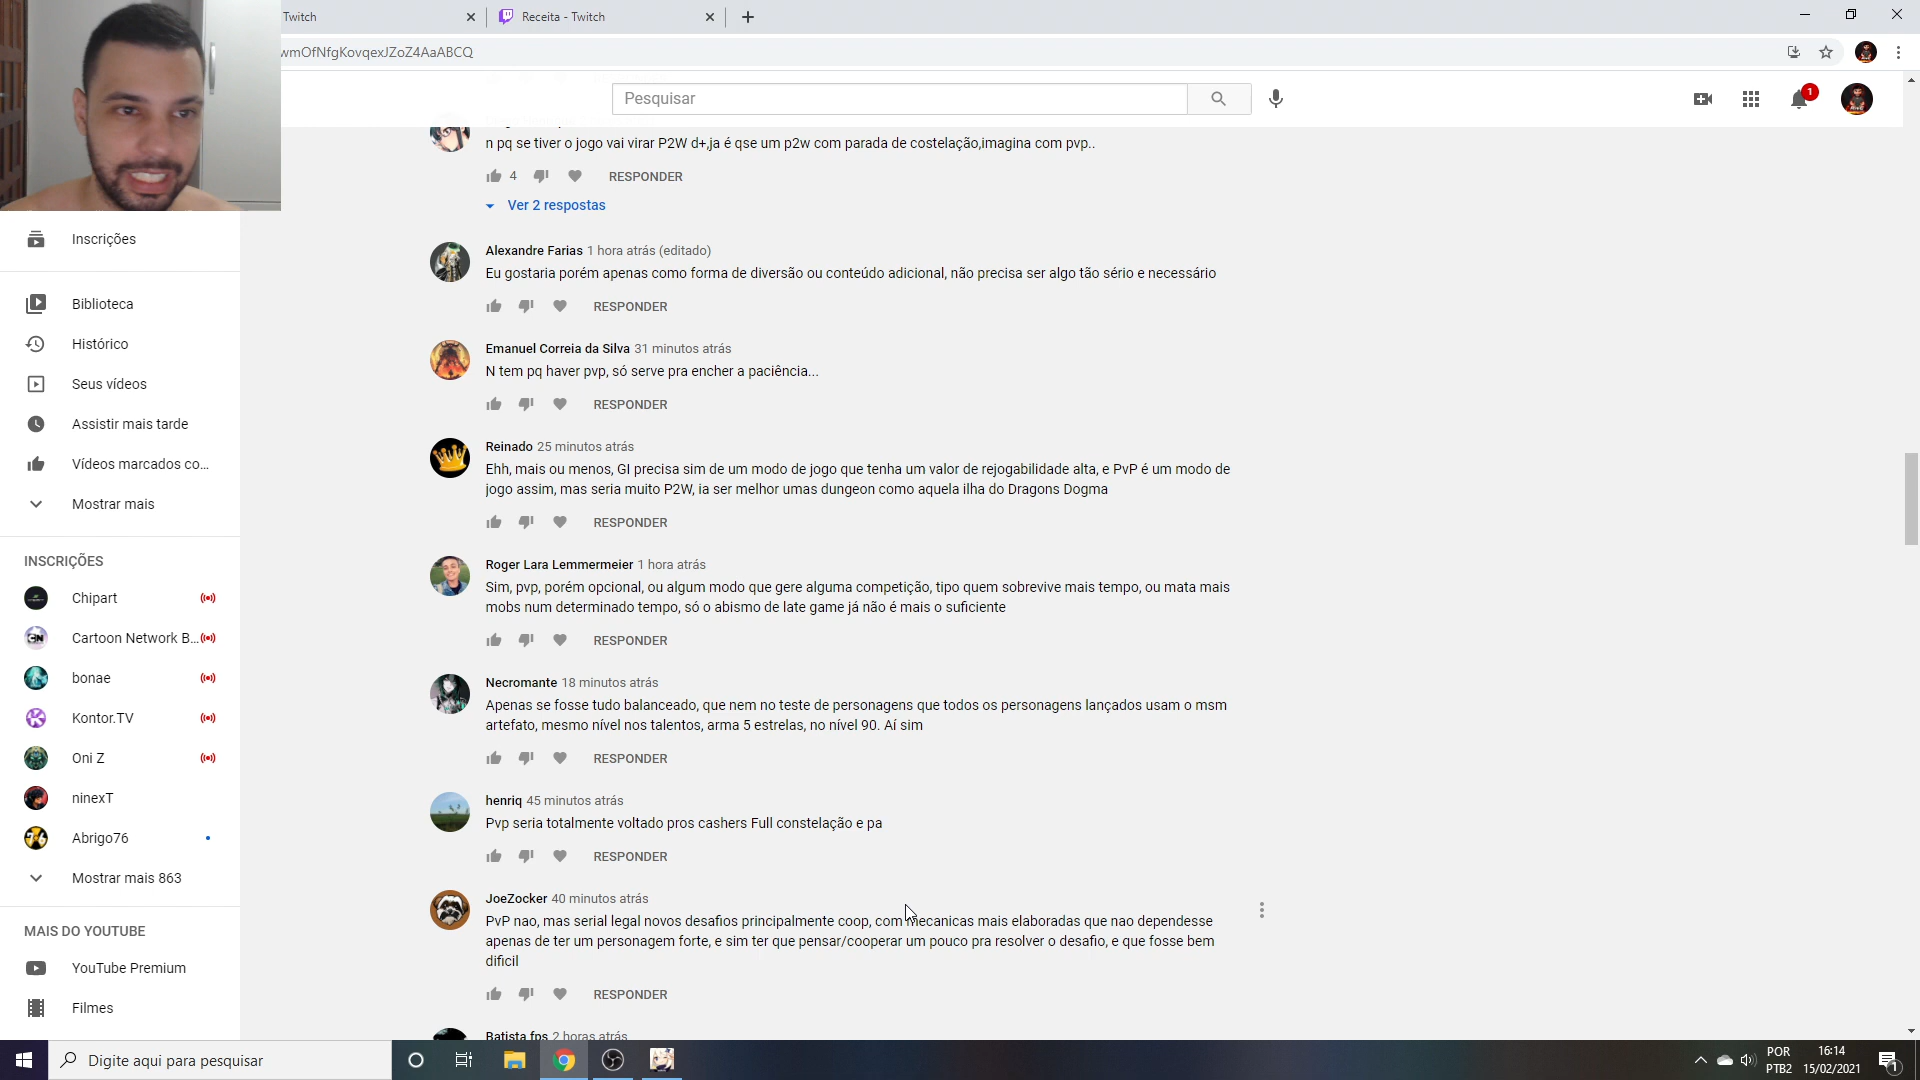 Twitch
Receita - Twitch
wmOfNfgKovqexJZoZ4AaABCQ
Pesquisar
1
n pq se tiver o jogo vai virar P2W d+,ja é qse um p2w com parada de costelação,imagina com pvp..
4
RESPONDER
Ver 2 respostas
Alexandre Farias 1 hora atrás (editado)
Eu gostaria porém apenas como forma de diversão ou conteúdo adicional, não precisa ser algo tão sério e necessário
RESPONDER
Emanuel Correia da Silva 31 minutos atrás
N tem pq haver pvp, só serve pra encher a paciência...
RESPONDER
Reinado 25 minutos atrás
Ehh, mais ou menos, GI precisa sim de um modo de jogo que tenha um valor de rejogabilidade alta, e PvP é um modo de
jogo assim, mas seria muito P2W, ia ser melhor umas dungeon como aquela ilha do Dragons Dogma
RESPONDER
Roger Lara Lemmermeier 1 hora atrás
Sim, pvp, porém opcional, ou algum modo que gere alguma competição, tipo quem sobrevive mais tempo, ou mata mais
mobs num determinado tempo, só o abismo de late game já não é mais o suficiente
RESPONDER
Necromante 18 minutos atrás
Apenas se fosse tudo balanceado, que nem no teste de personagens que todos os personagens lançados usam o msm
artefato, mesmo nível nos talentos, arma 5 estrelas, no nível 90. Aí sim
RESPONDER
henriq 45 minutos atrás
Pvp seria totalmente voltado pros cashers Full constelação e pa
RESPONDER
JoeZocker 40 minutos atrás
PvP nao, mas serial legal novos desafios principalmente coop, com mecanicas mais elaboradas que nao dependesse
apenas de ter um personagem forte, e sim ter que pensar/cooperar um pouco pra resolver o desafio, e que fosse bem
dificil
RESPONDER
Batista fps 2 horas atrás
Inscrições
Biblioteca
Histórico
Seus vídeos
Assistir mais tarde
Vídeos marcados co...
Mostrar mais
INSCRIÇÕES
Chipart
CN
Cartoon Network B...
bonae
Kontor.TV
Oni Z
ninexT
Abrigo76
Mostrar mais 863
MAIS DO YOUTUBE
YouTube Premium
Filmes
Digite aqui para pesquisar
POR
PTB2
16:14
15/02/2021
1